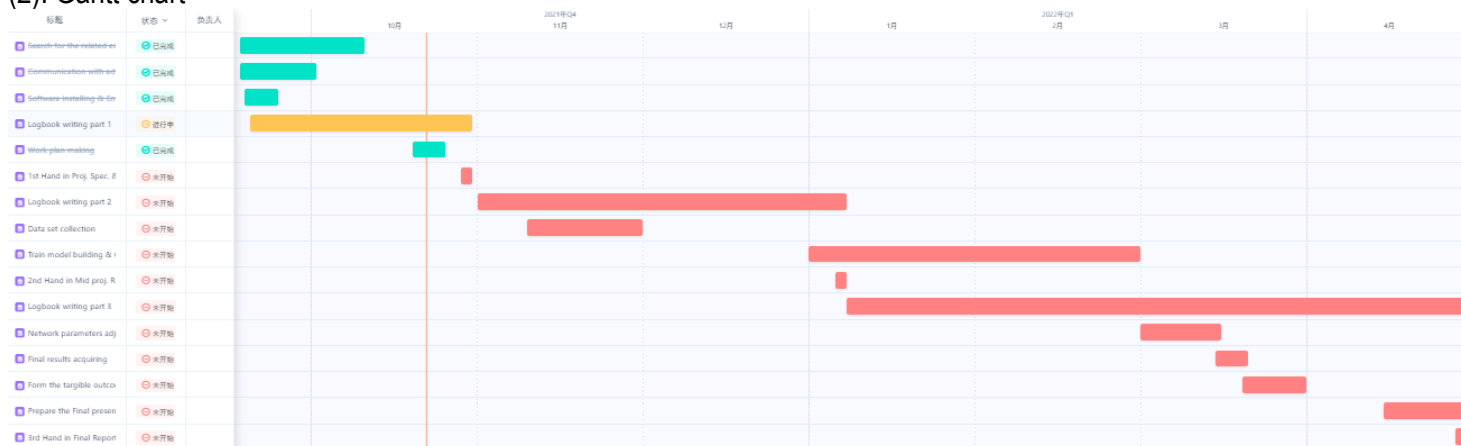 (2). Gantt chart
标题 状态 负责人
2021年Q4 2022年Q1
10月 11月 12月 1月 2月 3月 4月
Search for the related es 已完成
Communication with ad 已完成
Software installing & En 已完成
Logbook writing part 1 进行中
Work plan making 已完成
1st Hand in Proj. Spec. & 未开始
Logbook writing part 2 未开始
Data set collection 未开始
Train model building & 未开始
2nd Hand in Mid proj. R 未开始
Logbook writing part 3 未开始
Network parameters adj 未开始
Final results acquiring 未开始
Form the targible outco 未开始
Prepare the Final presen 未开始
3rd Hand in Final Report 未开始